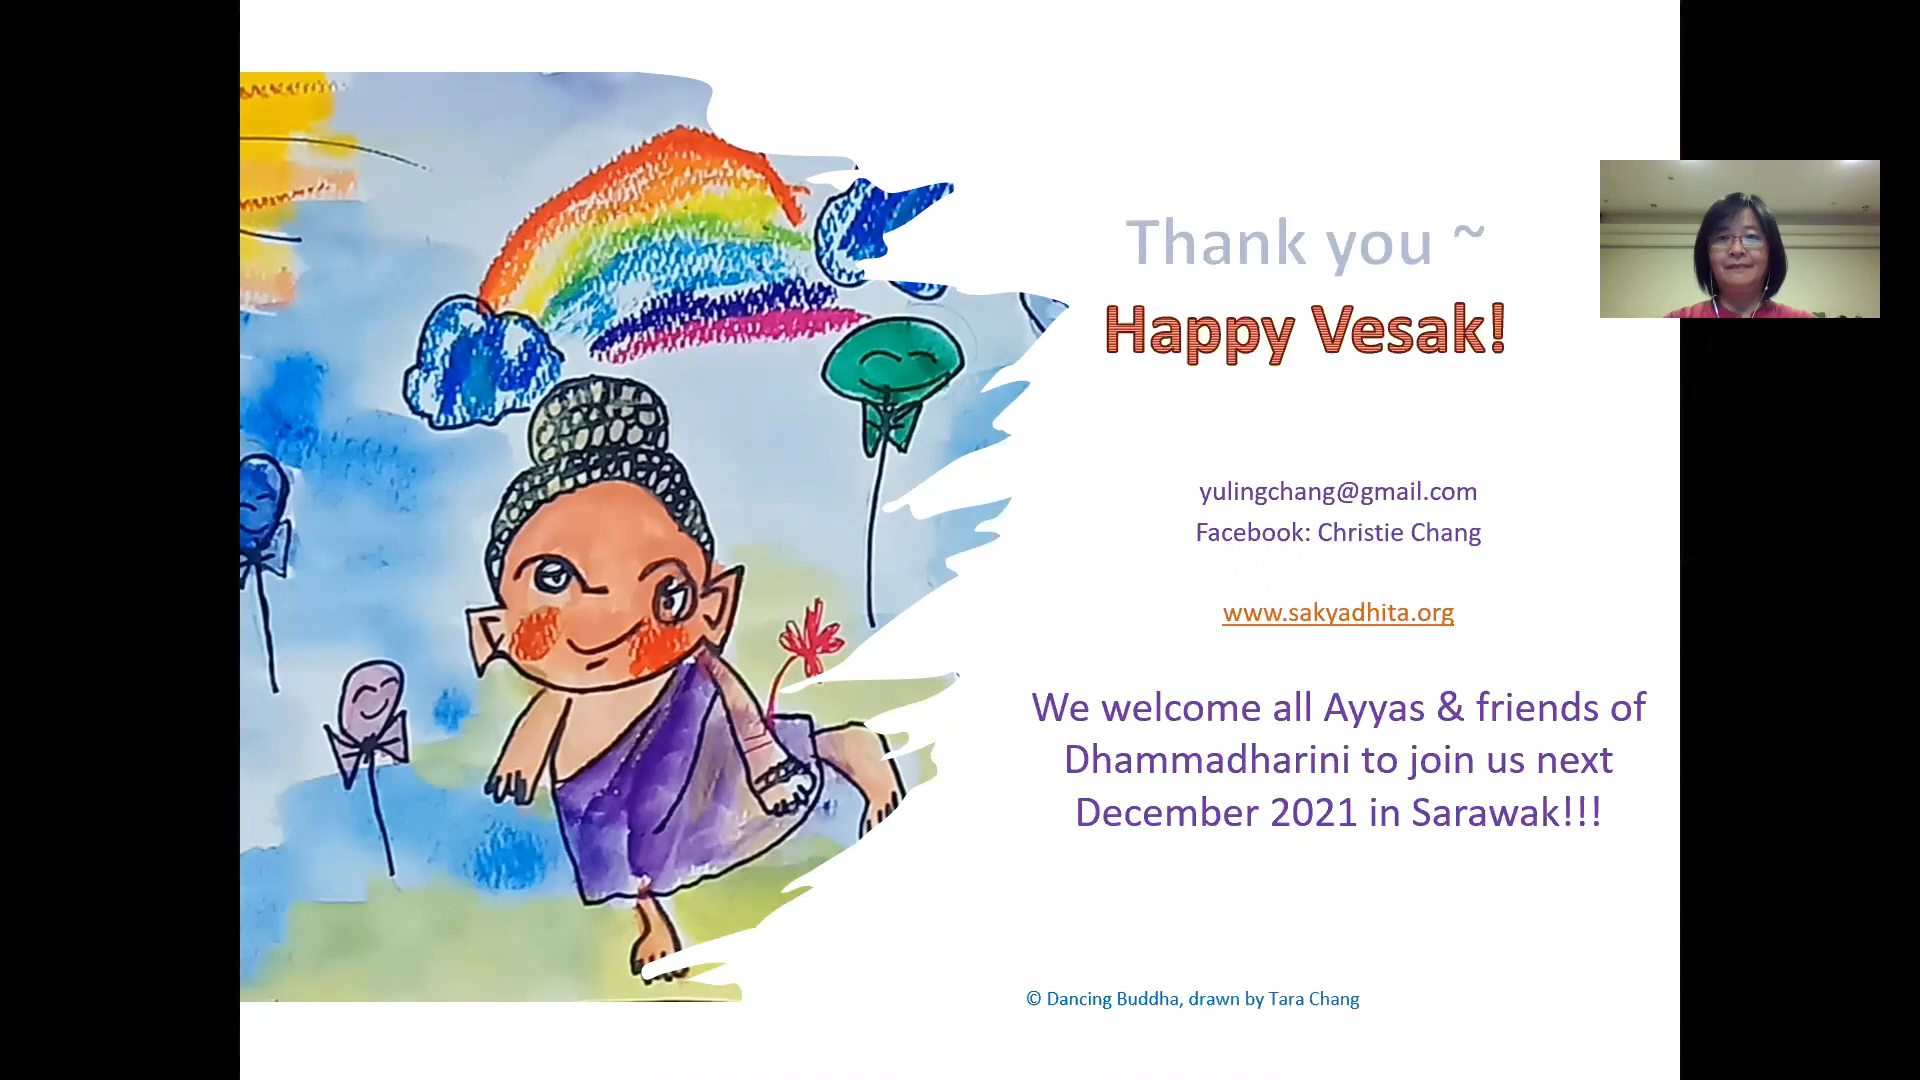 Thank you ~
Happy Vesak!
yulingchang@gmail.com
Facebook: Christie Chang
www.sakyadhita.org
We welcome all Ayyas & friends of
Dhammadharini to join us next
December 2021 in Sarawak!!!
© Dancing Buddha, drawn by Tara Chang